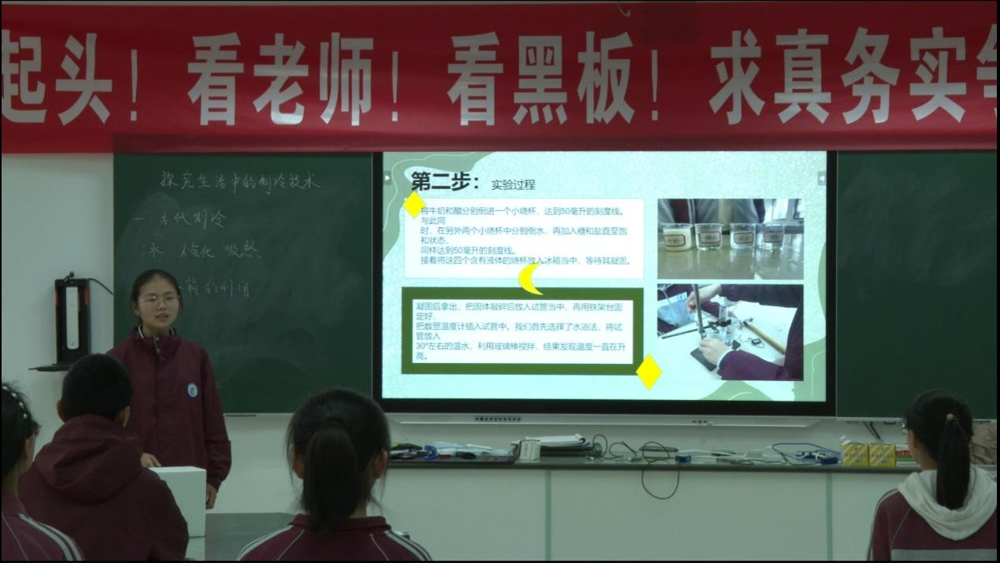 起头！看老师！看黑板！求真务实
探究生活中的制冷技术
一.古代制冷
冰 熔化 吸热
箱的利用
第二步： 实验过程
将牛奶和醋分别倒进一个小烧杯，达到50毫升的刻度线。
与此同
时，在另外两个小烧杯中分别倒水，再加入糖和盐直至饱
和状态，
同样达到50毫升的刻度线。
接着将这四个含有液体的烧杯放入冰箱当中，等待其凝固。
凝固后拿出，把固体敲碎后放入试管当中，再用铁架台固
定好，
把数显温度计插入试管中。我们首先选择了水浴法，将试
管放入
30°左右的温水，利用玻璃棒搅拌，结果发现温度一直在升
高。